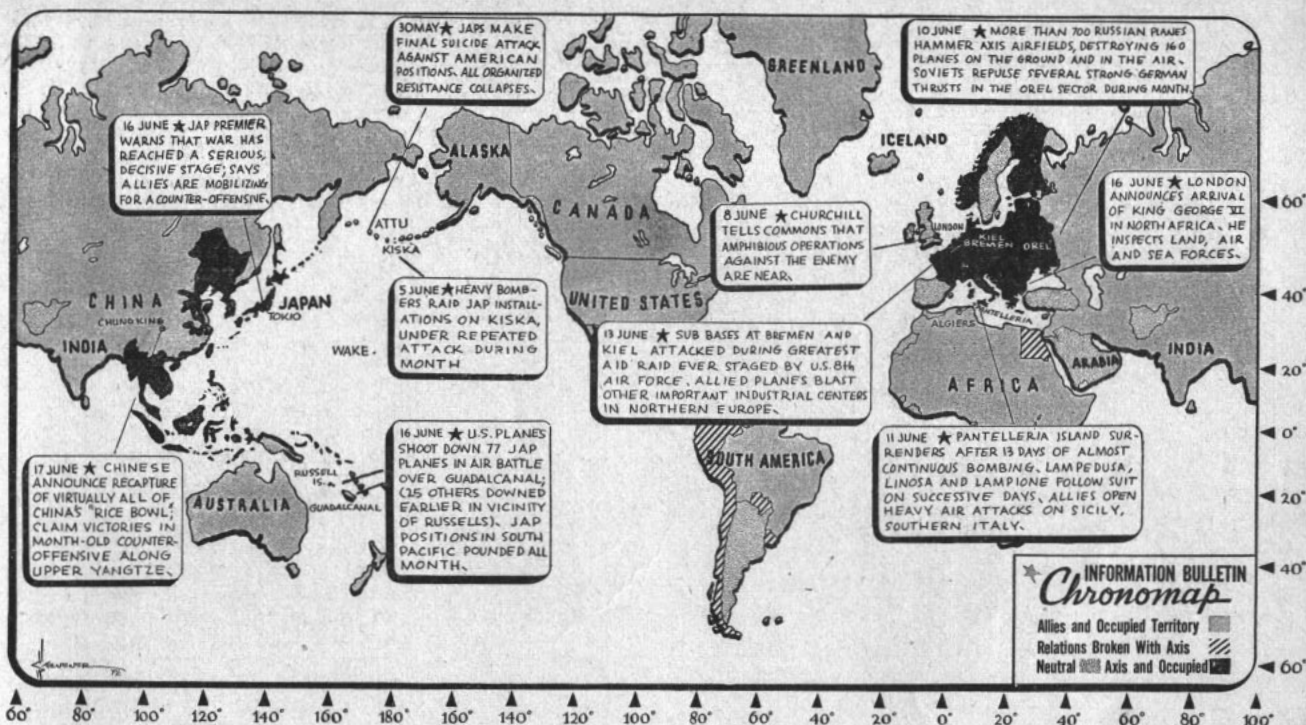 30 MAY ★ JAPS MAKE
FINAL SUICIDE ATTACK
AGAINST AMERICAN
POSITIONS. ALL ORGANIZED
RESISTANCE COLLAPSES.
10 JUNE ★ MORE THAN 700 RUSSIAN PLANES
HAMMER AXIS AIRFIELDS, DESTROYING 160
PLANES ON THE GROUND AND IN THE AIR.
SOVIETS REPULSE SEVERAL STRONG GERMAN
THRUSTS IN THE OREL SECTOR DURING MONTH.
GREENLAND
16 JUNE ★ JAP PREMIER
WARNS THAT WAR HAS
REACHED A SERIOUS,
DECISIVE STAGE; SAYS
ALLIES ARE MOBILIZING
FOR A COUNTER-OFFENSIVE.
ALASKA
ICELAND
CANADA
ATTU
KISKA
8 JUNE ★ CHURCHILL
TELLS COMMONS THAT
AMPHIBIOUS OPERATIONS
AGAINST THE ENEMY
ARE NEAR.
LONDON
KIEL
BREMEN
OREL
16 JUNE ★ LONDON
ANNOUNCES ARRIVAL
OF KING GEORGE VI
IN NORTH AFRICA. HE
INSPECTS LAND, AIR
AND SEA FORCES.
60°
40°
20°
0°
20°
40°
60°
CHINA
CHUNGKING
JAPAN
TOKIO
INDIA
WAKE
5 JUNE ★ HEAVY BOMB-
ERS RAID JAP INSTALL-
ATIONS ON KISKA,
UNDER REPEATED
ATTACK DURING
MONTH
UNITED STATES
13 JUNE ★ SUB BASES AT BREMEN AND
KIEL ATTACKED DURING GREATEST
AID RAID EVER STAGED BY U.S. 8th
AIR FORCE. ALLIED PLANES BLAST
OTHER IMPORTANT INDUSTRIAL CENTERS
IN NORTHERN EUROPE.
ALGIERS
PANTELLERIA
AFRICA
ARABIA
INDIA
17 JUNE ★ CHINESE
ANNOUNCE RECAPTURE
OF VIRTUALLY ALL OF
CHINA'S "RICE BOWL";
CLAIM VICTORIES IN
MONTH-OLD COUNTER-
OFFENSIVE ALONG
UPPER YANGTZE.
AUSTRALIA
RUSSELL
IS.
GUADALCANAL
16 JUNE ★ U.S. PLANES
SHOOT DOWN 77 JAP
PLANES IN AIR BATTLE
OVER GUADALCANAL;
(25 OTHERS DOWNED
EARLIER IN VICINITY
OF RUSSELLS). JAP
POSITIONS IN SOUTH
PACIFIC POUNDED ALL
MONTH.
SOUTH AMERICA
11 JUNE ★ PANTELLERIA ISLAND SUR-
RENDERS AFTER 13 DAYS OF ALMOST
CONTINUOUS BOMBING. LAMPEDUSA,
LINOSA AND LAMPIONE FOLLOW SUIT
ON SUCCESSIVE DAYS. ALLIES OPEN
HEAVY AIR ATTACKS ON SICILY,
SOUTHERN ITALY.
INFORMATION BULLETIN
Chronomap
Allies and Occupied Territory
Relations Broken With Axis
Neutral Axis and Occupied
60° 80° 100° 120° 140° 160° 180° 160° 140° 120° 100° 80° 60° 40° 20° 0° 20° 40° 60° 80° 100°